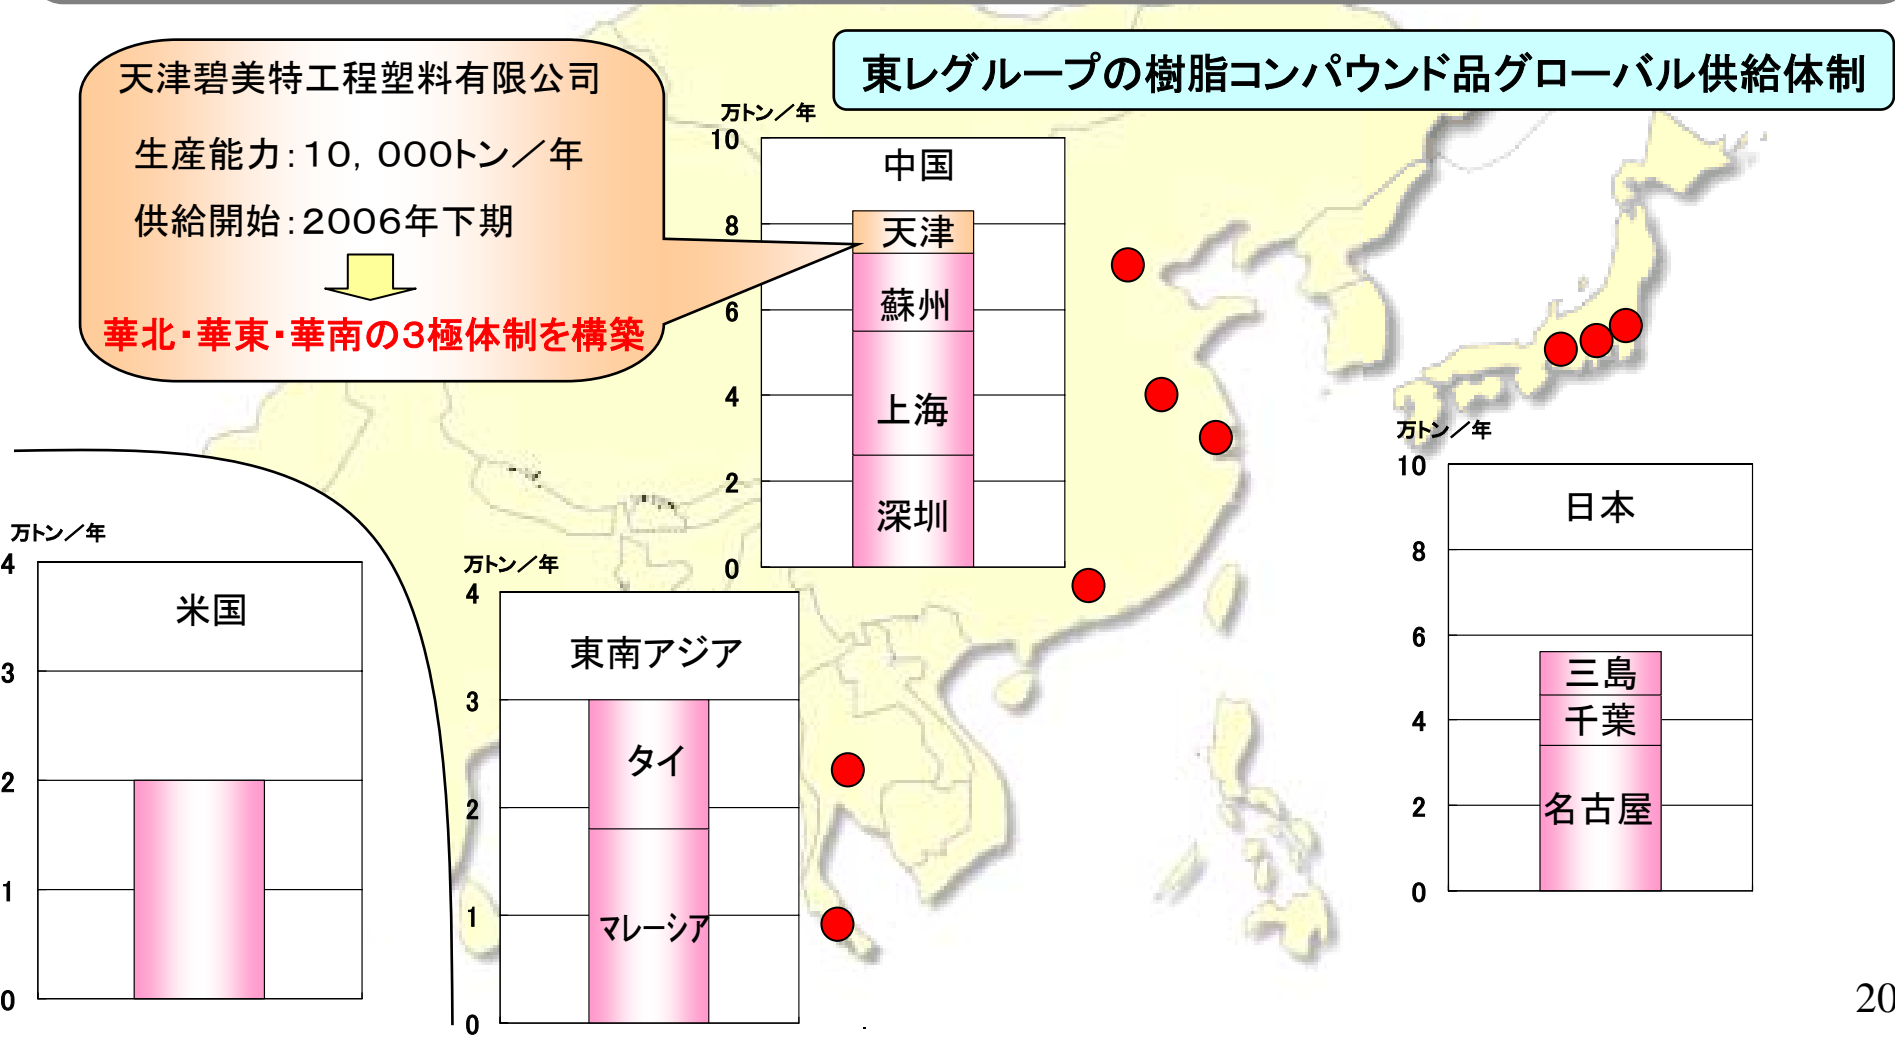 東レグループの樹脂コンパウンド品グローバル供給体制
天津碧美特工程塑料有限公司
生産能力：10，000トン／年
供給開始：2006年下期
華北・華東・華南の3極体制を構築
万トン／年
10
8
6
4
2
0
中国
天津
蘇州
上海
深圳
万トン／年
10
8
6
4
2
0
日本
三島
千葉
名古屋
万トン／年
4
3
2
1
0
米国
万トン／年
4
3
2
1
0
東南アジア
タイ
マレーシア
20